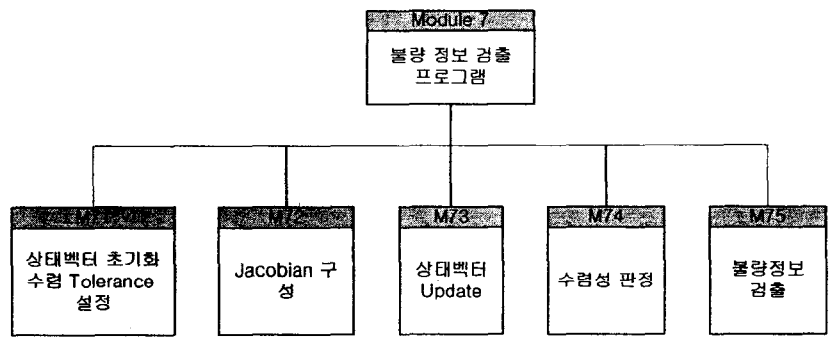 Module 7
불량 정보 검출
프로그램
M71
상태벡터 초기화
수렴 Tolerance
설정
M72
Jacobian 구
성
M73
상태벡터
Update
M74
수렴성 판정
M75
불량정보
검출